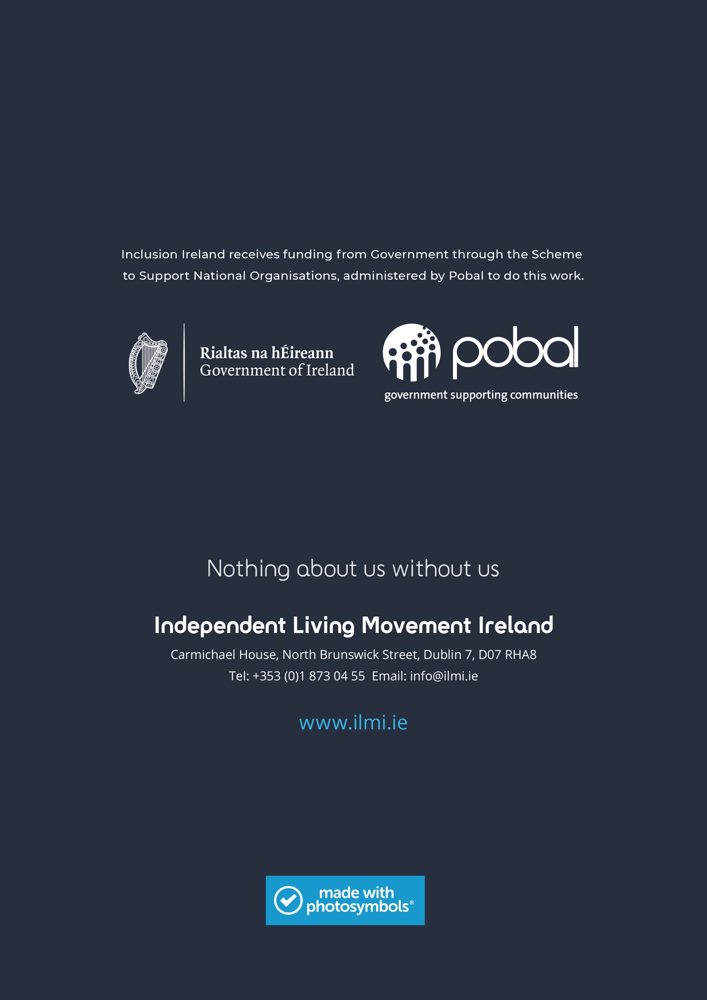 Inclusion Ireland receives funding from Government through the Scheme
to Support National Organisations, administered by Pobal to do this work.
Rialtas na hÉireann
Government of Ireland
pobal
government supporting communities
Nothing about us without us
Independent Living Movement Ireland
Carmichael House, North Brunswick Street, Dublin 7, D07 RHA8
Tel: +353 (0)1 873 04 55  Email: info@ilmi.ie
www.ilmi.ie
made with
photosymbols®